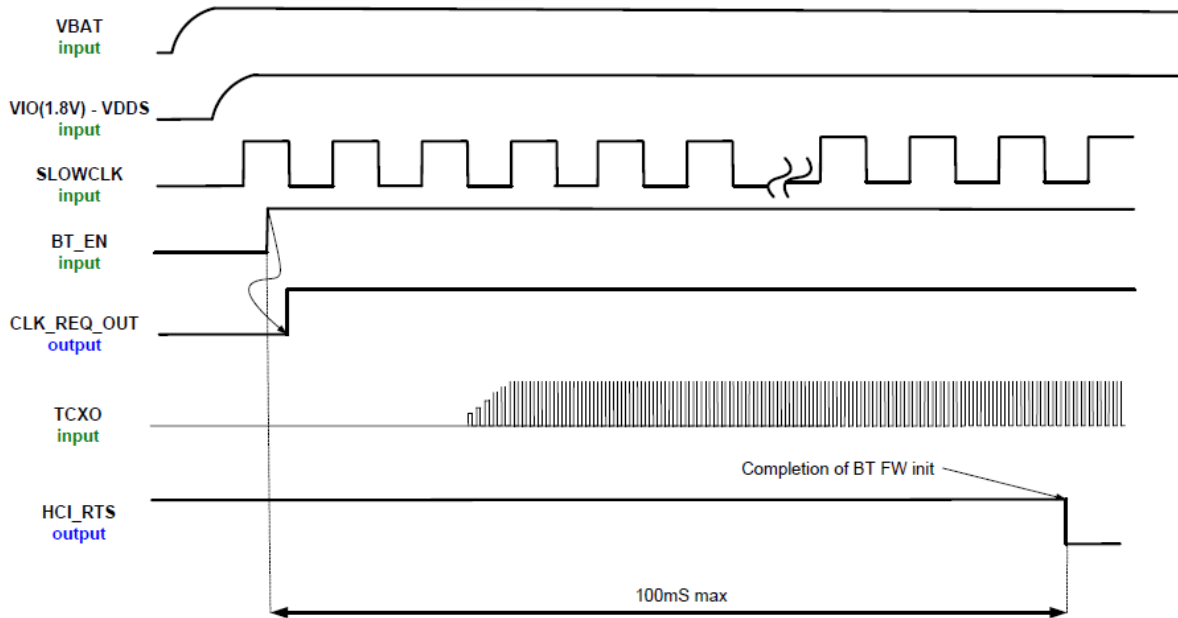 VBAT
input
VIO(1.8V) - VDDS
input
SLOWCLK
input
BT_EN
input
CLK_REQ_OUT
output
TCXO
input
Completion of BT FW init
HCI_RTS
output
100mS max